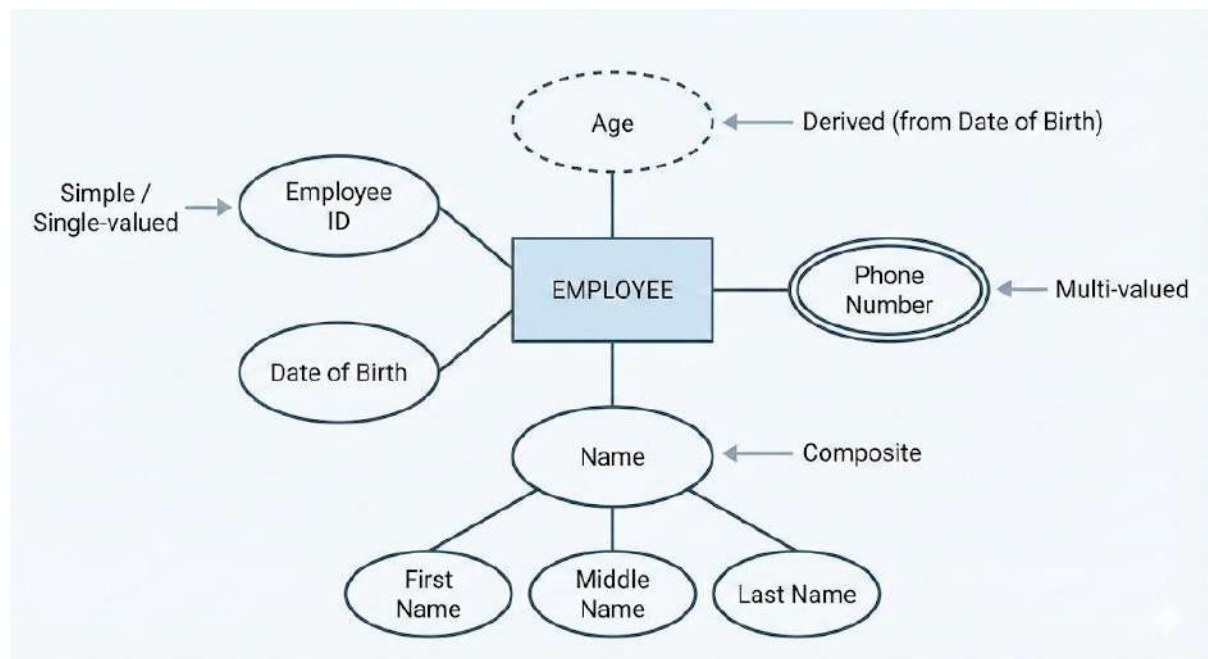 Age
Derived (from Date of Birth)
Simple /
Single-valued
Employee
ID
EMPLOYEE
Phone
Number
Multi-valued
Date of Birth
Name
Composite
First
Name
Middle
Name
Last Name